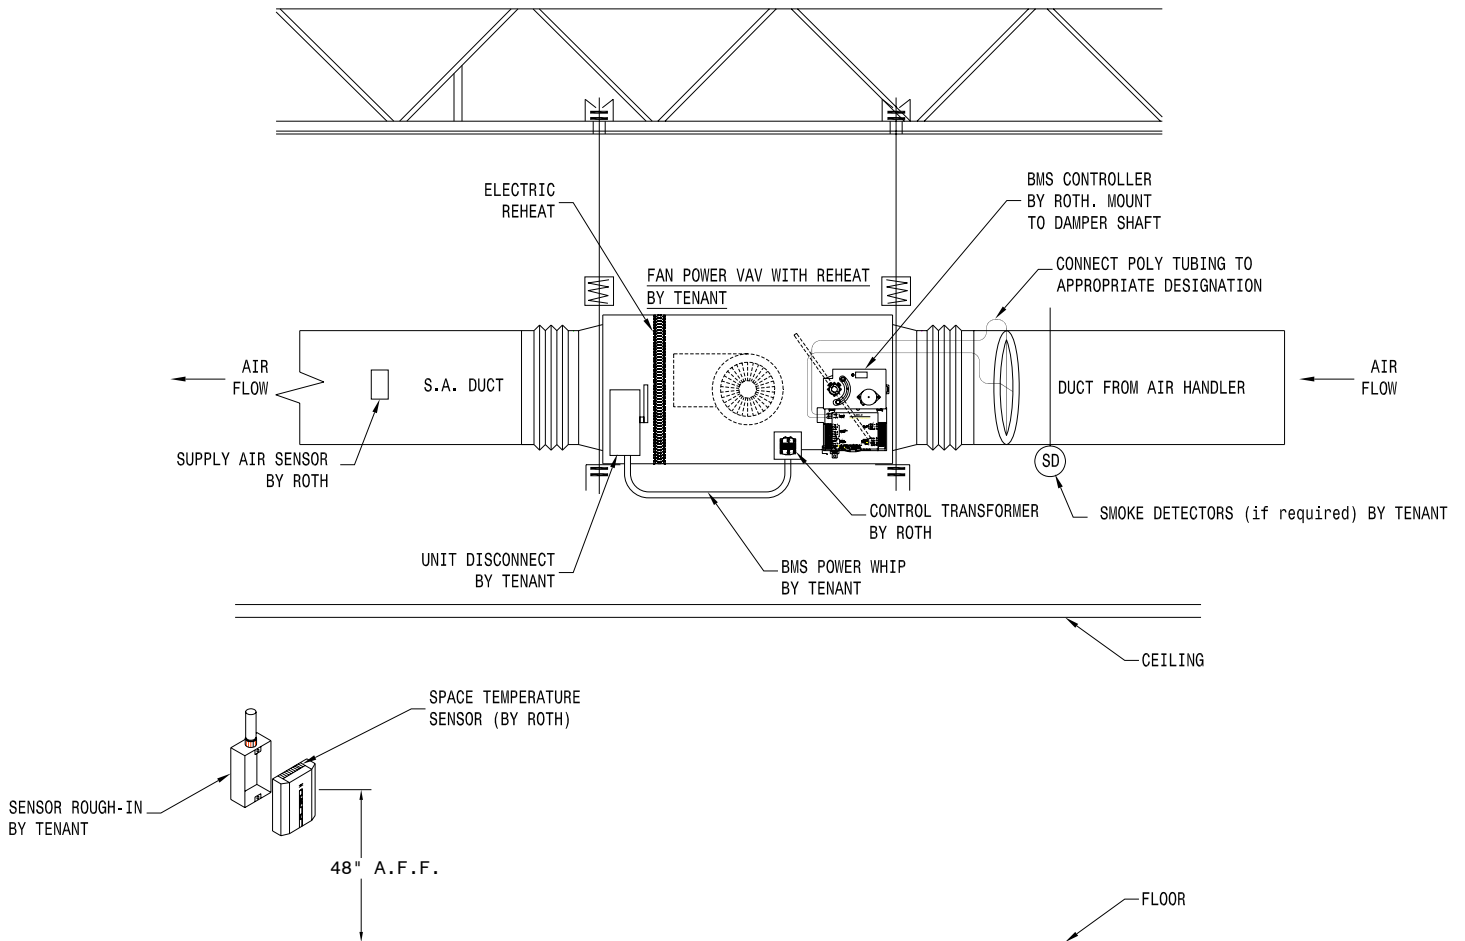 ELECTRIC
REHEAT
BMS CONTROLLER
BY ROTH. MOUNT
TO DAMPER SHAFT
FAN POWER VAV WITH REHEAT
BY TENANT
CONNECT POLY TUBING TO
APPROPRIATE DESIGNATION
AIR
FLOW
S.A. DUCT
DUCT FROM AIR HANDLER
AIR
FLOW
SUPPLY AIR SENSOR
BY ROTH
SD
CONTROL TRANSFORMER
BY ROTH
SMOKE DETECTORS (if required) BY TENANT
UNIT DISCONNECT
BY TENANT
BMS POWER WHIP
BY TENANT
CEILING
SPACE TEMPERATURE
SENSOR (BY ROTH)
SENSOR ROUGH-IN
BY TENANT
48" A.F.F.
FLOOR